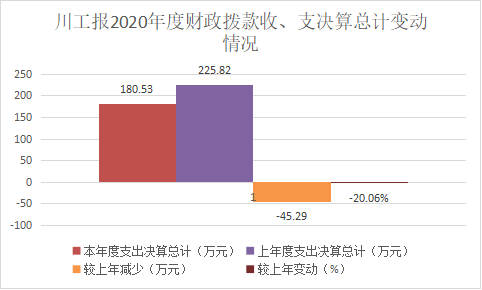 川工报2020年度财政拨款收、支决算总计变动
情况
250
200
150
100
50
0
-50
-100
180.53
225.82
1
-45.29
-20.06%
本年度支出决算总计（万元）
上年度支出决算总计（万元）
较上年减少（万元）
较上年变动（%）